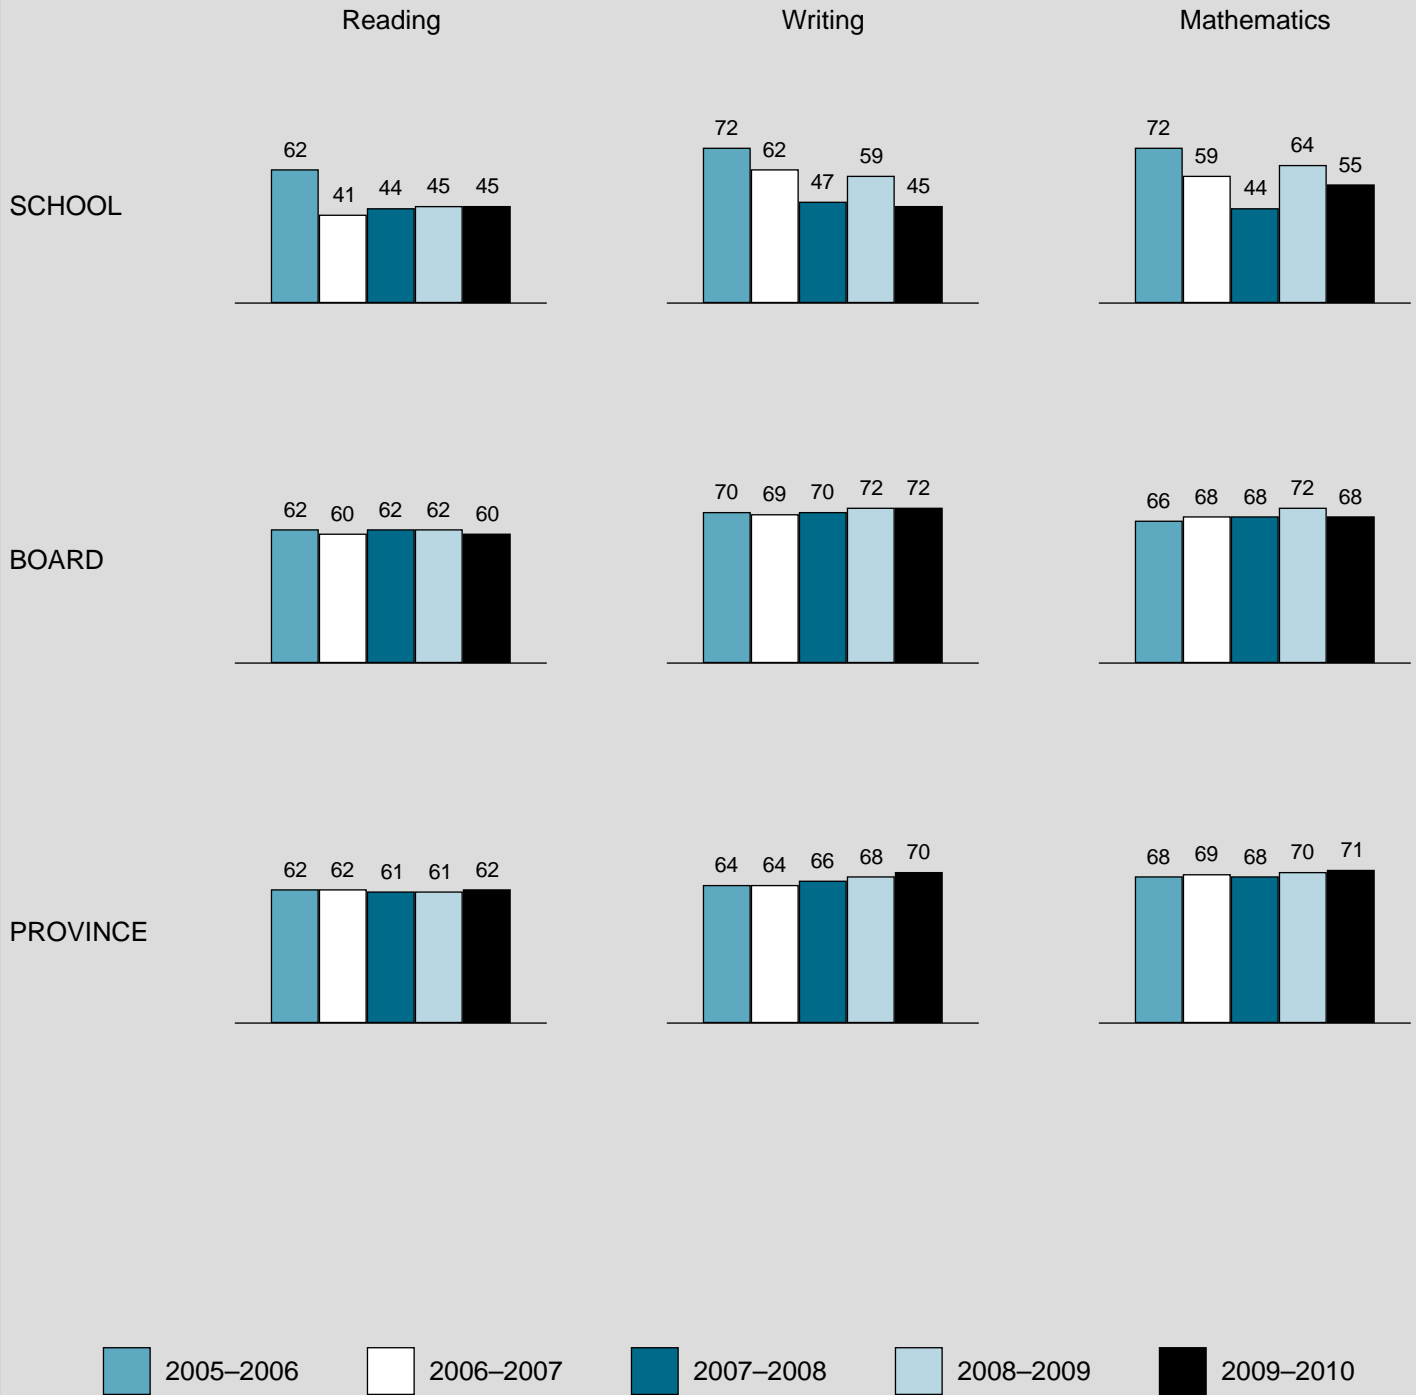 Reading Writing Mathematics
SCHOOL
62 41 44 45 45
72 62 47 59 45
72 59 44 64 55
BOARD
62 60 62 62 60
70 69 70 72 72
66 68 68 72 68
PROVINCE
62 62 61 61 62
64 64 66 68 70
68 69 68 70 71
2005–2006 2006–2007 2007–2008 2008–2009 2009–2010